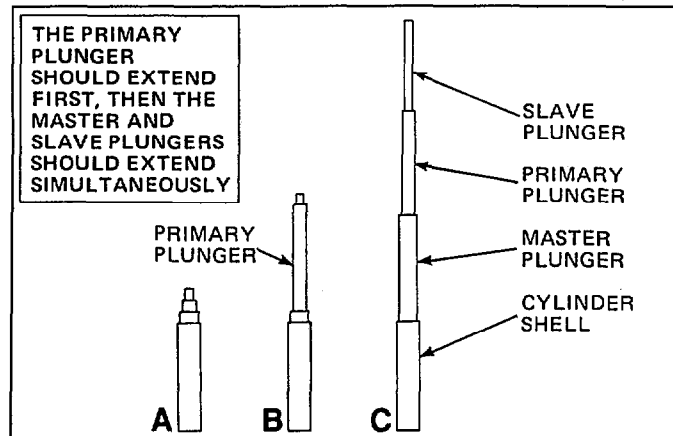 THE PRIMARY
PLUNGER
SHOULD EXTEND
FIRST, THEN THE
MASTER AND
SLAVE PLUNGERS
SHOULD EXTEND
SIMULTANEOUSLY
SLAVE
PLUNGER
PRIMARY
PLUNGER
PRIMARY
PLUNGER
MASTER
PLUNGER
CYLINDER
SHELL
A
B
C